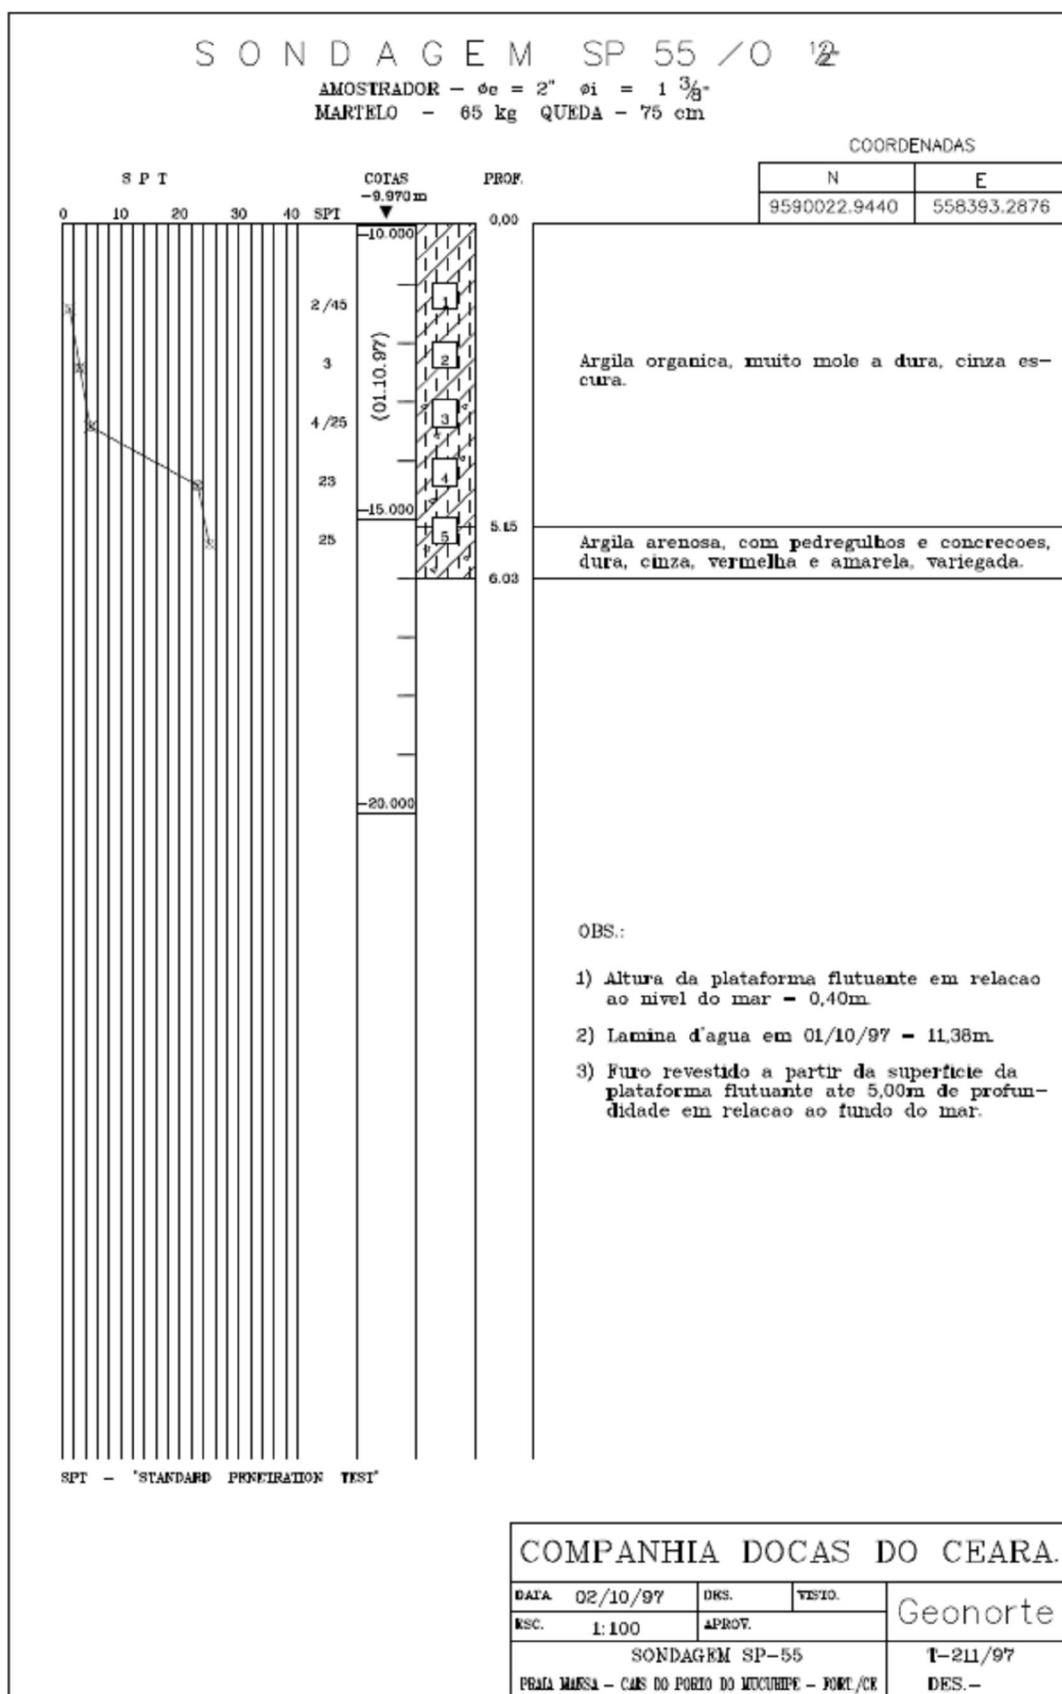 SONDAGEM SP 55 /0 1/2
AMOSTRADOR – øe = 2" øi = 1 3/8"
MARTELO – 65 kg QUEDA – 75 cm
COORDENADAS
N E
9590022.9440 558393.2876
S P T COTAS PROF.
-9.970 m
0 10 20 30 40 SPT 0,00
-10.000
1
2/45
(01.10.97)
2
3
Argila organica, muito mole a dura, cinza es-
cura.
3
4/25
4
23
-15.000
5.15
5
25
Argila arenosa, com pedregulhos e concrecoes,
dura, cinza, vermelha e amarela, variegada.
6.03
-20.000
OBS.:
1) Altura da plataforma flutuante em relacao
ao nivel do mar = 0,40m.
2) Lamina d'agua em 01/10/97 = 11,38m.
3) Furo revestido a partir da superficie da
plataforma flutuante ate 5,00m de profun-
didade em relacao ao fundo do mar.
SPT – "STANDARD PENETRATION TEST"
COMPANHIA DOCAS DO CEARA.
DATA. 02/10/97 DES. VISTO. Geonorte
ESC. 1:100 APROV.
SONDAGEM SP-55 T-211/97
PRAIA MANSA – CAIS DO PORTO DO MUCURIPE – FORT./CE DES.–